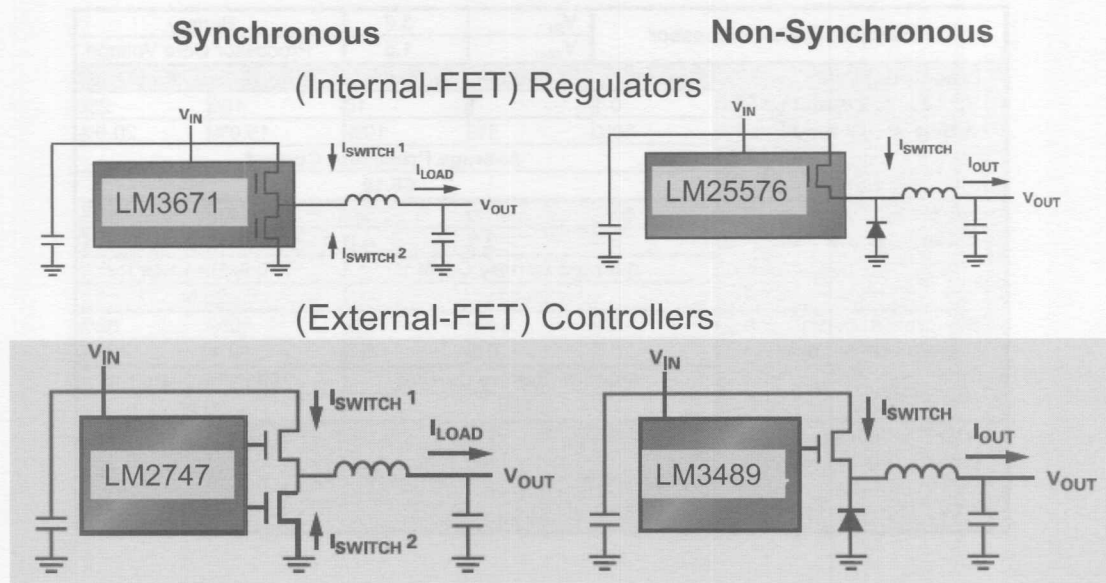 Synchronous
Non-Synchronous
(Internal-FET) Regulators
VIN
ISWITCH 1
ILOAD
LM3671
VOUT
ISWITCH 2
VIN
ISWITCH
IOUT
LM25576
VOUT
(External-FET) Controllers
VIN
ISWITCH 1
ILOAD
LM2747
VOUT
ISWITCH 2
VIN
ISWITCH
IOUT
LM3489
VOUT